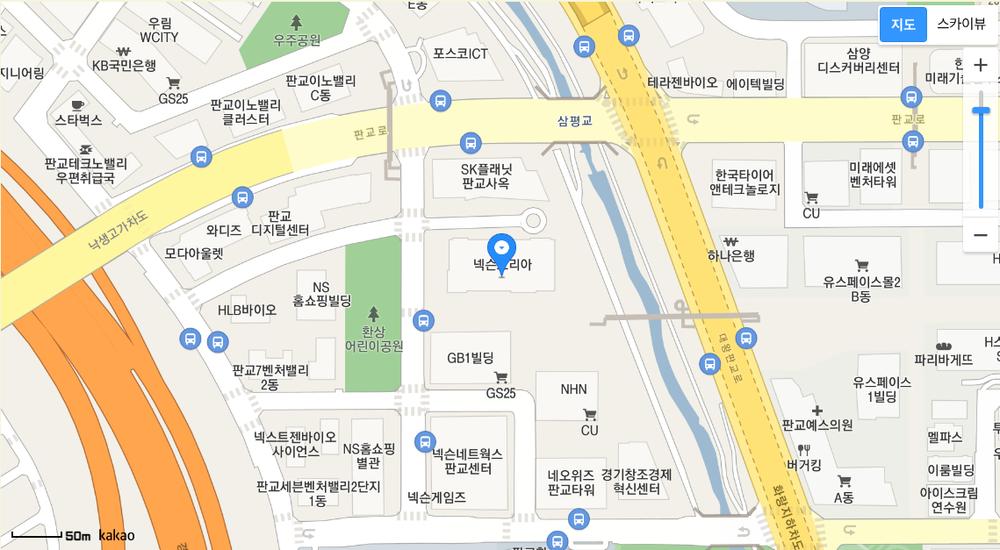 E동
우림
WCITY
우주공원
KB국민은행
GS25
포스코ICT
판교이노밸리
C동
판교이노밸리
클러스터
지니어링
스타벅스
판교테크노밸리
우편취급국
낙생고가차도
판교로
삼평교
판교로
지도
스카이뷰
삼양
디스커버리센터
테라젠바이오
에이텍빌딩
SK플래닛
판교사옥
한국타이어
앤테크놀로지
CU
미래에셋
벤처타워
판교
디지털센터
와디즈
모다아울렛
넥슨코리아
하나은행
유스페이스몰2
B동
NS
홈쇼핑빌딩
HLB바이오
환상
어린이공원
판교7벤처밸리
2동
GB1빌딩
GS25
NHN
CU
대왕판교로
파리바게뜨
유스페이스
1빌딩
판교예스의원
버거킹
A동
멜파스
이룸빌딩
아이스크림
연수원
넥스트젠바이오
사이언스
NS홈쇼핑
별관
판교세븐벤처밸리2단지
1동
넥슨네트웍스
판교센터
넥슨게임즈
네오위즈
판교타워
경기창조경제
혁신센터
화랑지하차도
50m kakao